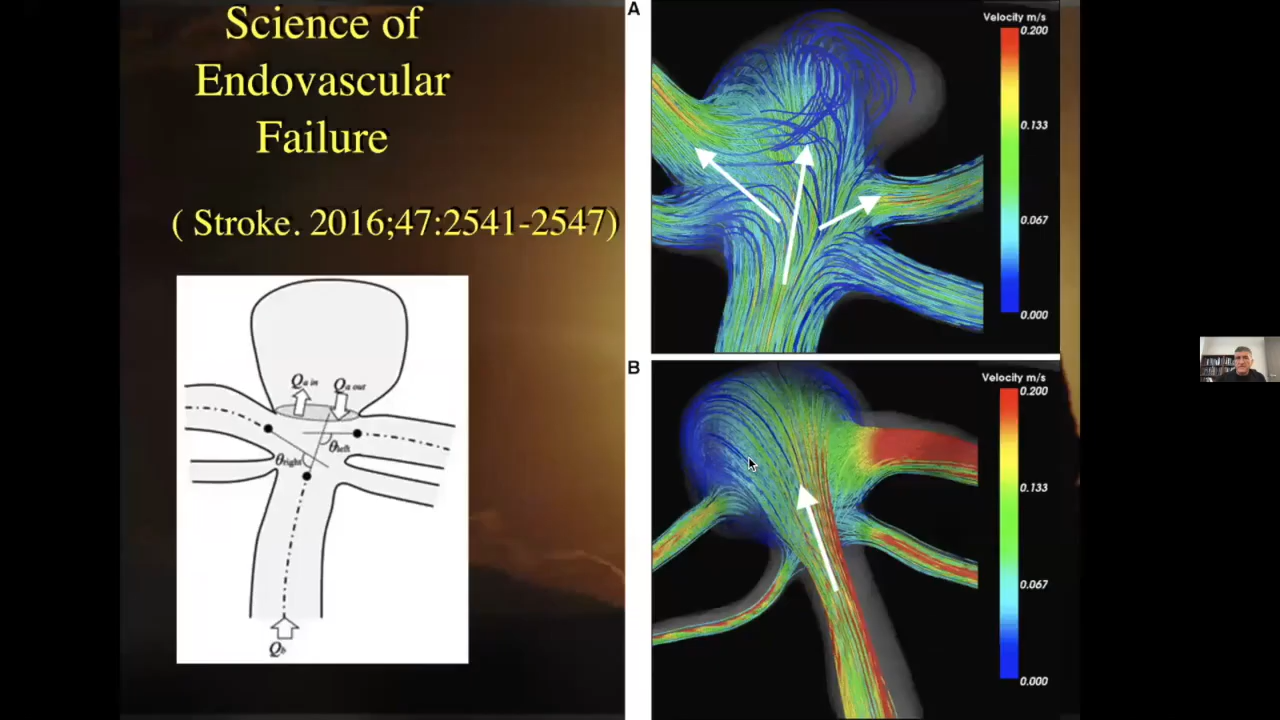 Science of
Endovascular
Failure
( Stroke. 2016;47:2541-2547)
Qa in
Qa out
θleft
θright
Qb
A
Velocity m/s
0.200
0.133
0.067
0.000
B
Velocity m/s
0.200
0.133
0.067
0.000